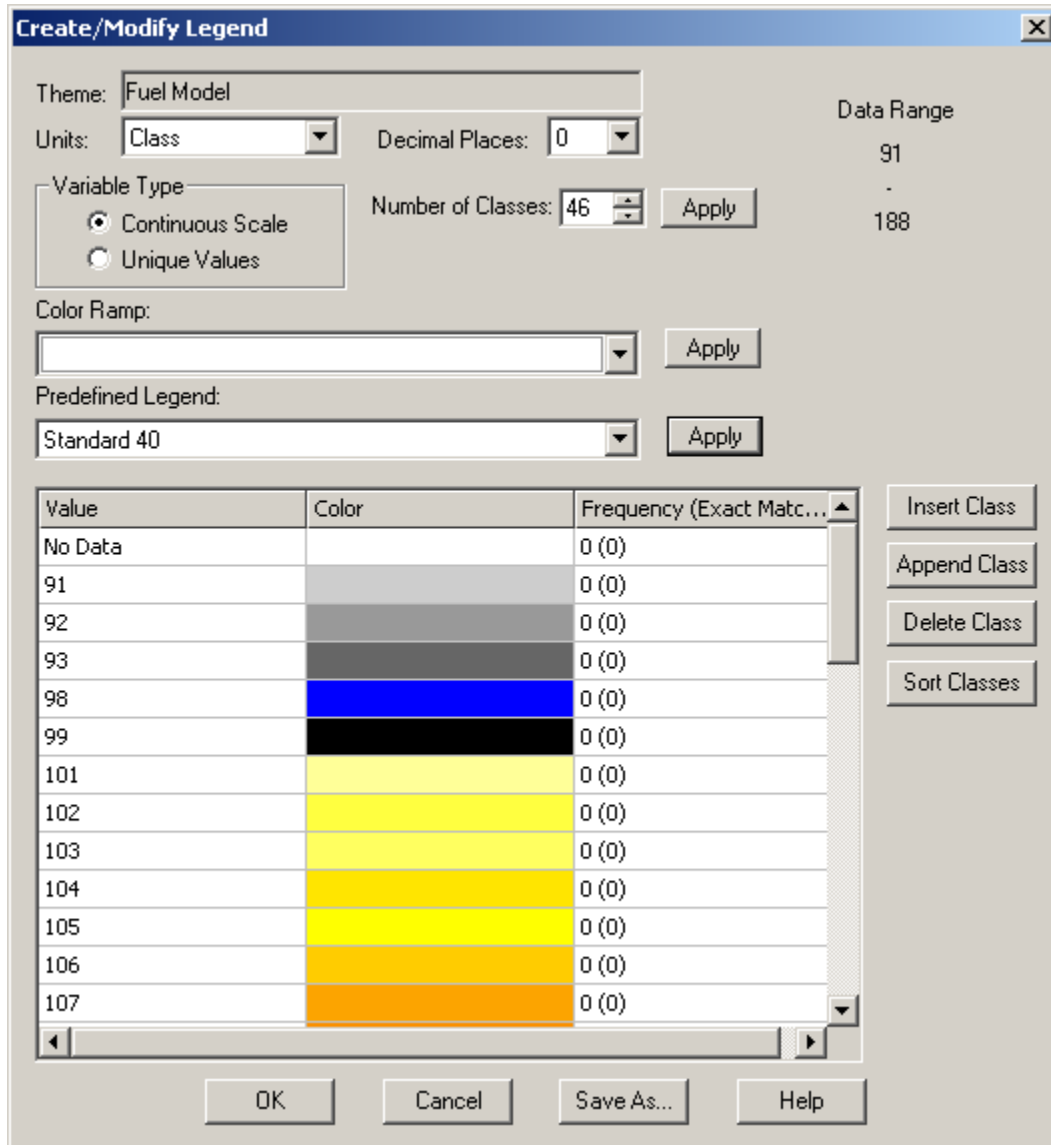 Create/Modify Legend
Theme: Fuel Model
Data Range
Units: Class Decimal Places: 0
91
-
188
Variable Type
Continuous Scale
Unique Values
Number of Classes: 46 Apply
Color Ramp:
Apply
Predefined Legend:
Standard 40 Apply
Value Color Frequency (Exact Matc...
No Data 0 (0)
91 0 (0)
92 0 (0)
93 0 (0)
98 0 (0)
99 0 (0)
101 0 (0)
102 0 (0)
103 0 (0)
104 0 (0)
105 0 (0)
106 0 (0)
107 0 (0)
Insert Class
Append Class
Delete Class
Sort Classes
OK Cancel Save As... Help